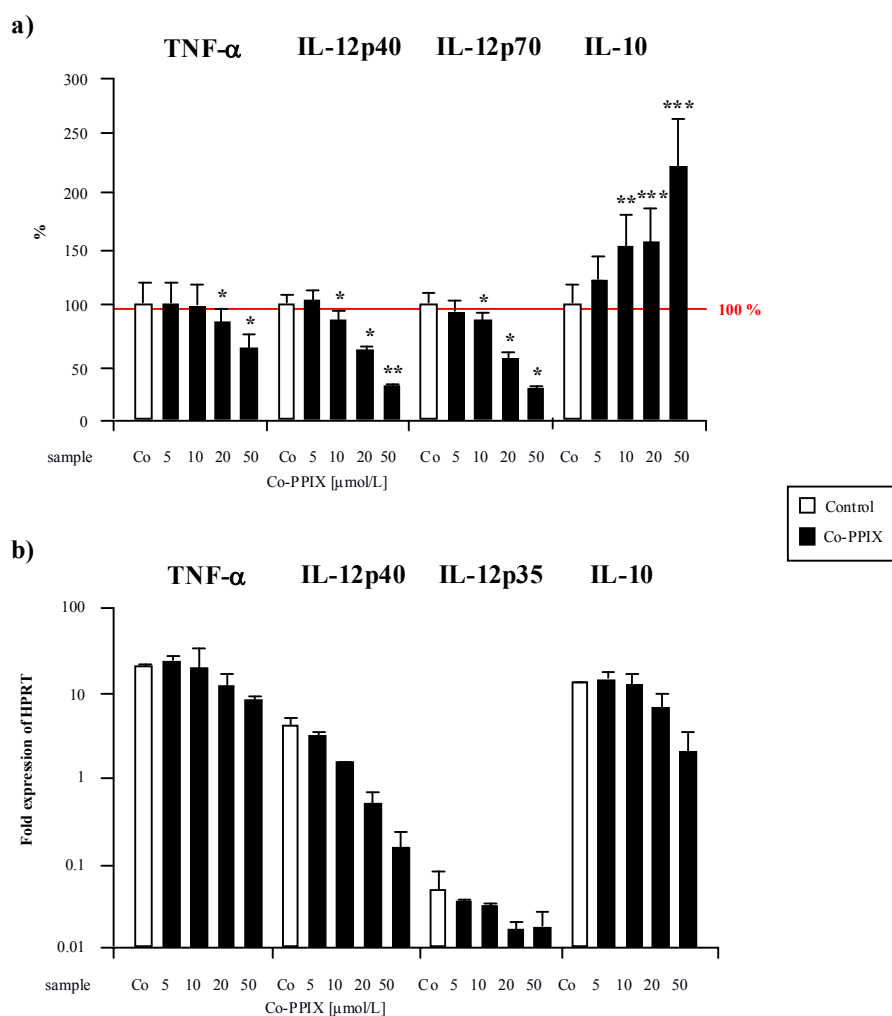 a)
TNF-α IL-12p40 IL-12p70 IL-10
300
250
200
150
100
50
0
%
* * * * ** * * * ** *** ***
100 %
sample Co 5 10 20 50 Co 5 10 20 50 Co 5 10 20 50 Co 5 10 20 50
Co-PPIX [µmol/L]
Control
Co-PPIX
b)
TNF-α IL-12p40 IL-12p35 IL-10
100
10
1
0.1
0.01
Fold expression of HPRT
sample Co 5 10 20 50 Co 5 10 20 50 Co 5 10 20 50 Co 5 10 20 50
Co-PPIX [µmol/L]